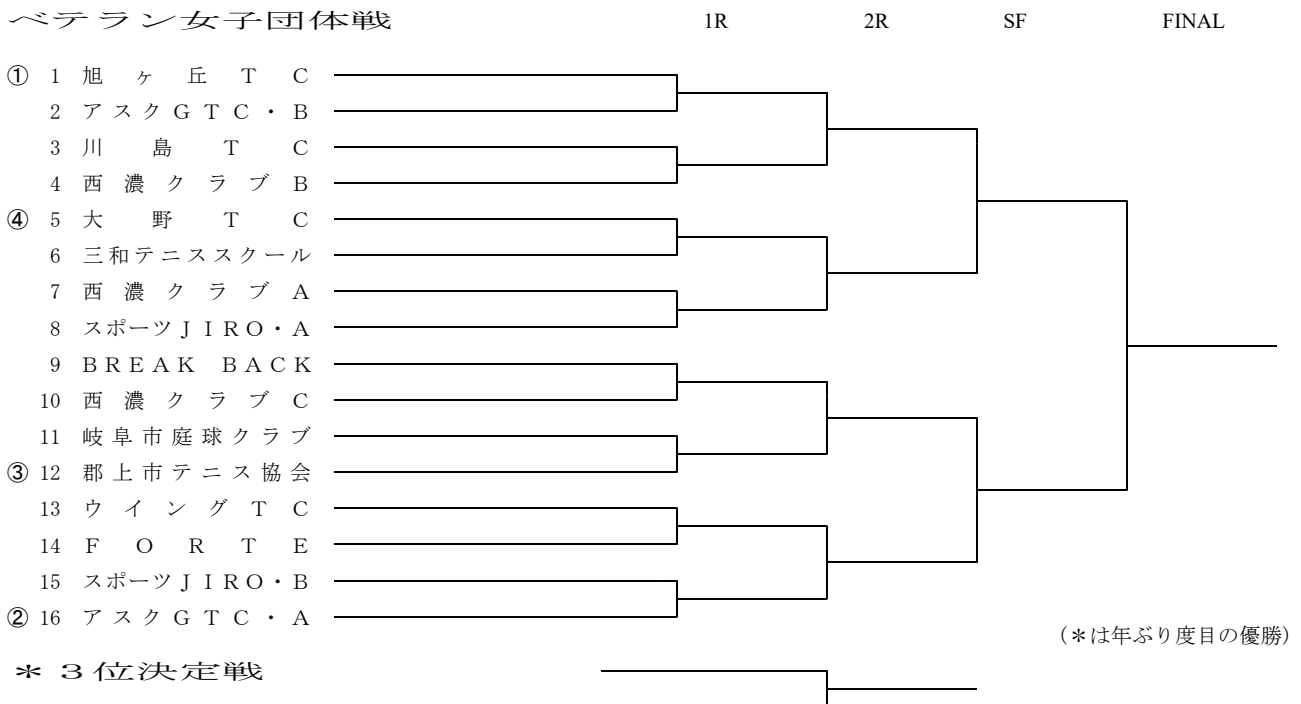 ベテラン女子団体戦 1R 2R SF FINAL
① 1 旭ヶ丘TC
2 アスクGTC・B
3 川島TC
4 西濃クラブB
④ 5 大野TC
6 三和テニススクール
7 西濃クラブA
8 スポーツJIRO・A
9 BREAK BACK
10 西濃クラブC
11 岐阜市庭球クラブ
③ 12 郡上市テニス協会
13 ウイングTC
14 FORTE
15 スポーツJIRO・B
② 16 アスクGTC・A
(*は年ぶり度目の優勝)
*3位決定戦